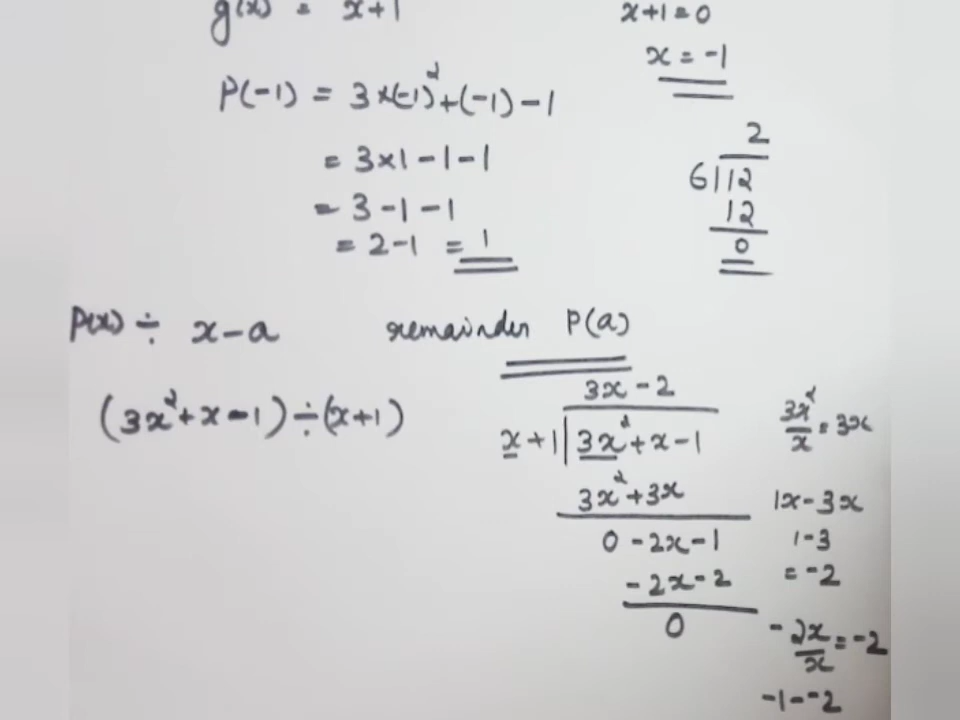 g(x) = x+1
x+1=0
x = -1
P(-1) = 3×(-1)²+(-1)-1
= 3×1-1-1
= 3-1-1
= 2-1 = 1
2
6|12
12
0
P(x) ÷ x-a remainder P(a)
(3x²+x-1)÷(x+1)
3x-2
x+1|3x²+x-1
3x²+3x
0-2x-1
-2x-2
0
3x²/x = 3x
1x-3x
1-3
= -2
-2x/x = -2
-1--2